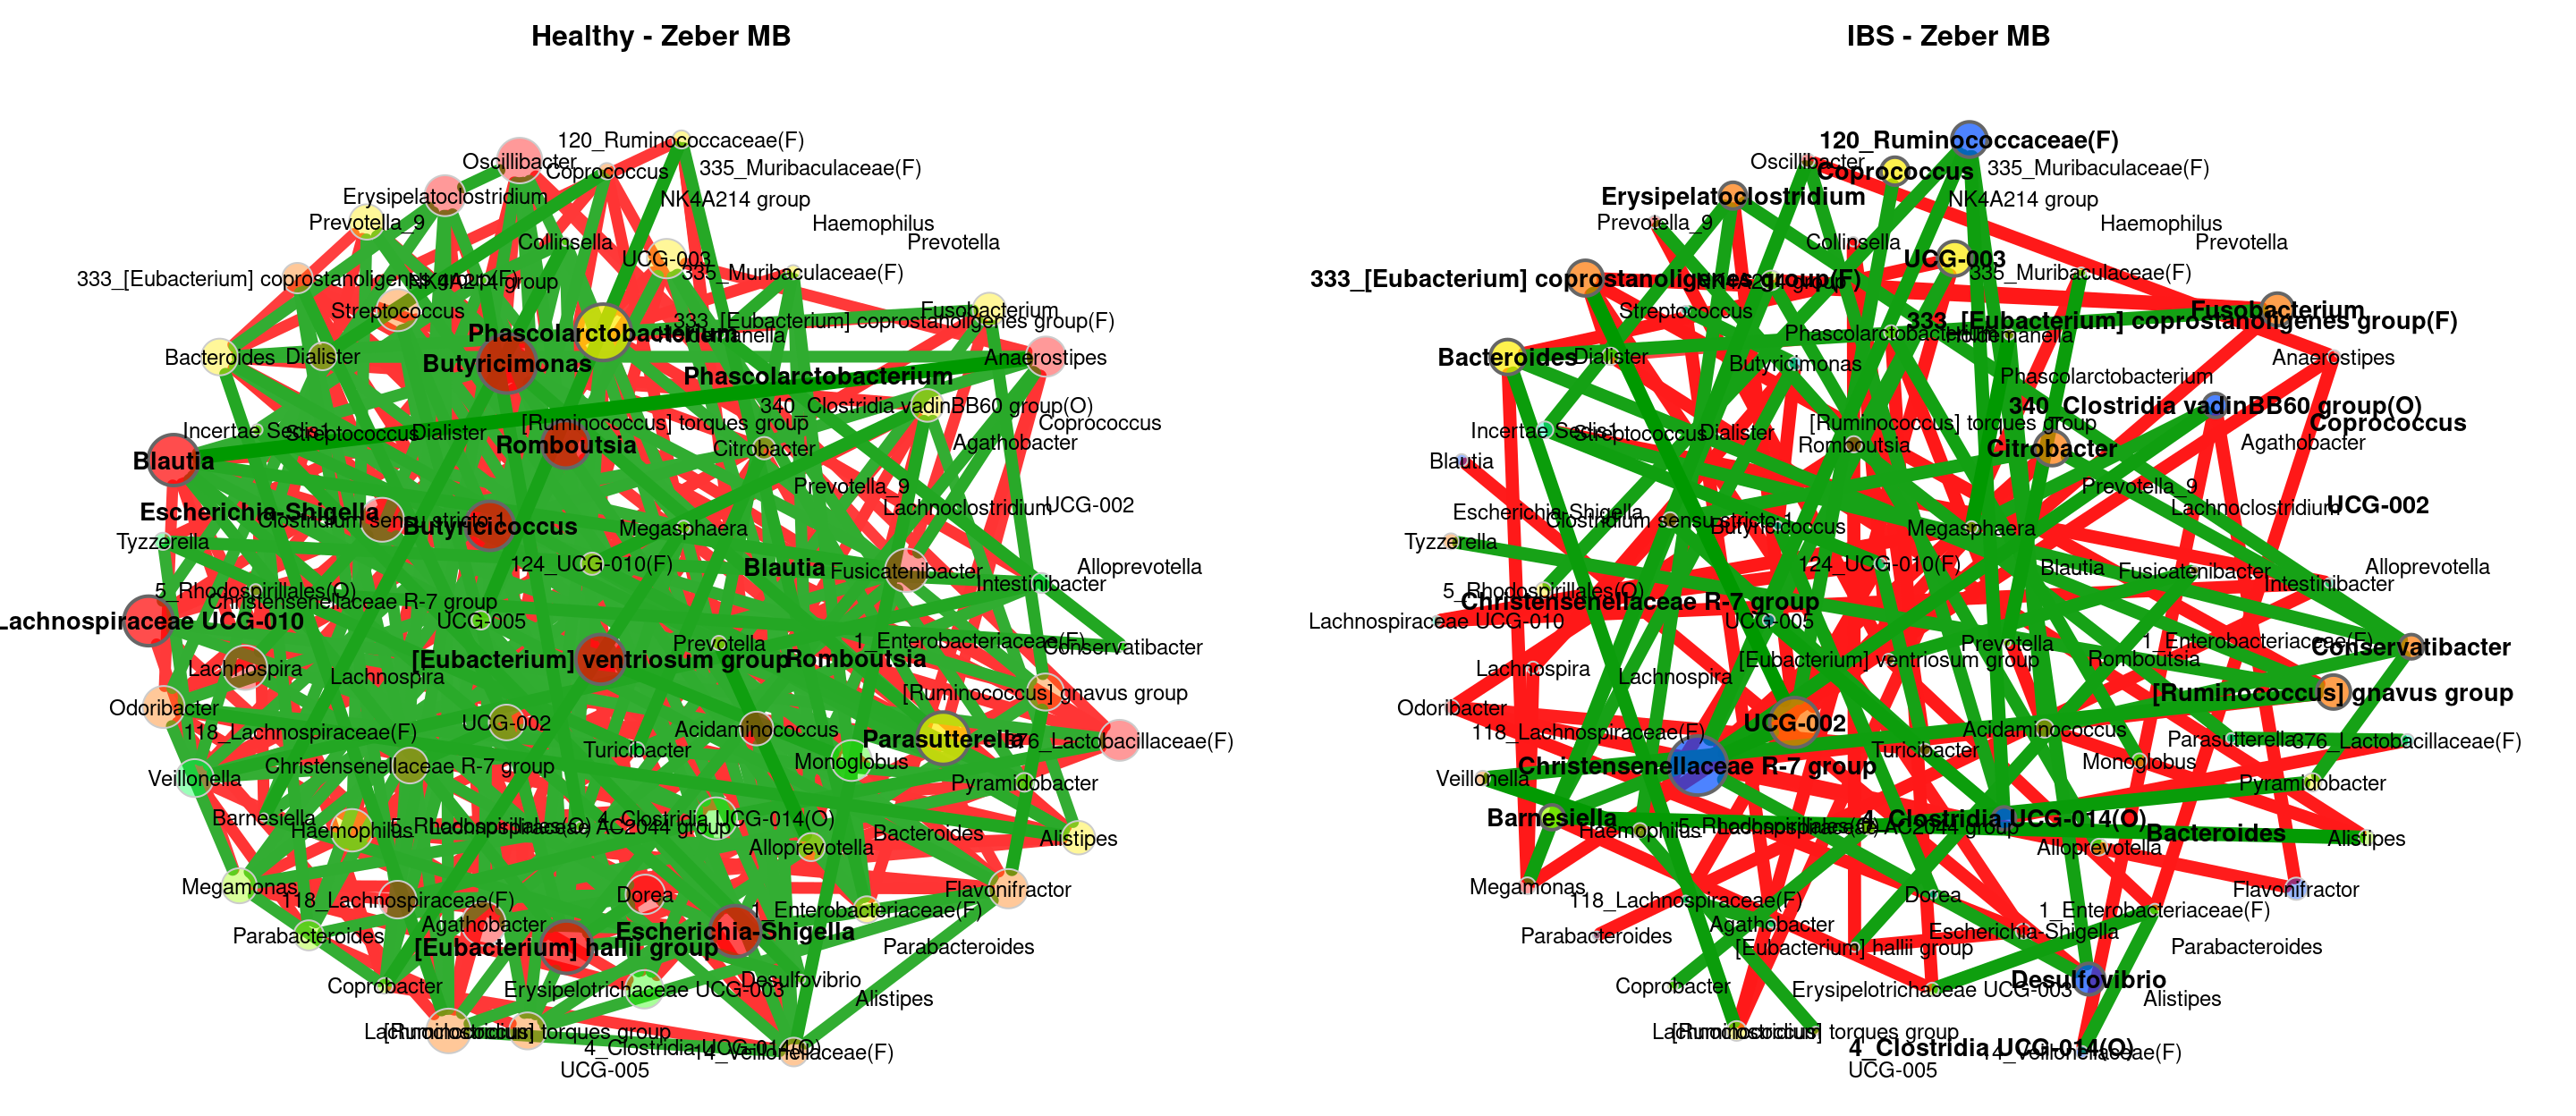 Healthy - Zeber MB
120_Ruminococcaceae(F)
Oscillibacter
Coprococcus
335_Muribaculaceae(F)
Erysipelatoclostridium
NK4A214 group
Prevotella_9
Haemophilus
Collinsella
Prevotella
UCG-003
335_Muribaculaceae(F)
333_[Eubacterium] coprostanoligenes group(F)
NK4A214 group
Streptococcus
Fusobacterium
333_[Eubacterium] coprostanoligenes group(F)
Phascolarctobacterium
Holdemanella
Bacteroides
Dialister
Anaerostipes
Butyricimonas
Phascolarctobacterium
340_Clostridia vadinBB60 group(O)
[Ruminococcus] torques group
Coprococcus
Incertae Sedis1
Streptococcus
Dialister
Agathobacter
Romboutsia
Citrobacter
Blautia
Prevotella_9
Lachnoclostridium
UCG-002
Escherichia-Shigella
Clostridium sensu stricto 1
Butyricicoccus
Megasphaera
Tyzzerella
124_UCG-010(F)
Blautia
Fusicatenibacter
Alloprevotella
Intestinibacter
5_Rhodospirillales(O)
Christensenellaceae R-7 group
Lachnospiraceae UCG-010
UCG-005
Prevotella
1_Enterobacteriaceae(F)
Conservatibacter
[Eubacterium] ventriosum group
Romboutsia
Lachnospira
Lachnospira
[Ruminococcus] gnavus group
Odoribacter
UCG-002
Acidaminococcus
118_Lachnospiraceae(F)
Parasutterella
376_Lactobacillaceae(F)
Turicibacter
Monoglobus
Christensenellaceae R-7 group
Veillonella
Pyramidobacter
Barnesiella
Haemophilus
5_Rhodospirillales(O)
Lachnospiraceae AC2044 group
4_Clostridia UCG-014(O)
Bacteroides
Alistipes
Alloprevotella
Megamonas
Dorea
Flavonifractor
118_Lachnospiraceae(F)
1_Enterobacteriaceae(F)
Agathobacter
Escherichia-Shigella
Parabacteroides
[Eubacterium] hallii group
Parabacteroides
Desulfovibrio
Coprobacter
Erysipelotrichaceae UCG-003
Alistipes
Lachnoclostridium
[Ruminococcus] torques group
4_Clostridia UCG-014(O)
14_Veillonellaceae(F)
UCG-005
IBS - Zeber MB
120_Ruminococcaceae(F)
Oscillibacter
Coprococcus
335_Muribaculaceae(F)
Erysipelatoclostridium
NK4A214 group
Prevotella_9
Haemophilus
Collinsella
Prevotella
UCG-003
335_Muribaculaceae(F)
333_[Eubacterium] coprostanoligenes group(F)
NK4A214 group
Streptococcus
Fusobacterium
333_[Eubacterium] coprostanoligenes group(F)
Phascolarctobacterium
Holdemanella
Bacteroides
Dialister
Anaerostipes
Butyricimonas
Phascolarctobacterium
340_Clostridia vadinBB60 group(O)
[Ruminococcus] torques group
Coprococcus
Incertae Sedis1
Streptococcus
Dialister
Agathobacter
Romboutsia
Citrobacter
Blautia
Prevotella_9
Lachnoclostridium
UCG-002
Escherichia-Shigella
Clostridium sensu stricto 1
Butyricicoccus
Megasphaera
Tyzzerella
124_UCG-010(F)
Blautia
Fusicatenibacter
Alloprevotella
Intestinibacter
5_Rhodospirillales(O)
Christensenellaceae R-7 group
Lachnospiraceae UCG-010
UCG-005
Prevotella
1_Enterobacteriaceae(F)
Conservatibacter
[Eubacterium] ventriosum group
Romboutsia
Lachnospira
Lachnospira
[Ruminococcus] gnavus group
Odoribacter
UCG-002
Acidaminococcus
118_Lachnospiraceae(F)
Parasutterella
376_Lactobacillaceae(F)
Turicibacter
Monoglobus
Christensenellaceae R-7 group
Veillonella
Pyramidobacter
Barnesiella
Haemophilus
5_Rhodospirillales(O)
Lachnospiraceae AC2044 group
4_Clostridia UCG-014(O)
Bacteroides
Alistipes
Alloprevotella
Megamonas
Dorea
Flavonifractor
118_Lachnospiraceae(F)
1_Enterobacteriaceae(F)
Agathobacter
Escherichia-Shigella
Parabacteroides
[Eubacterium] hallii group
Parabacteroides
Desulfovibrio
Coprobacter
Erysipelotrichaceae UCG-003
Alistipes
Lachnoclostridium
[Ruminococcus] torques group
4_Clostridia UCG-014(O)
14_Veillonellaceae(F)
UCG-005